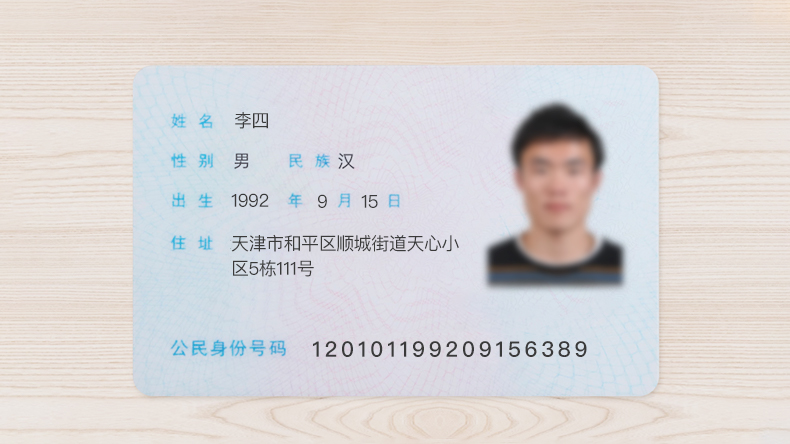 姓 名 李四
性 别 男 民 族 汉
出 生 1992 年 9 月 15 日
住 址 天津市和平区顺城街道天心小
区5栋111号
公民身份号码 120101199209156389